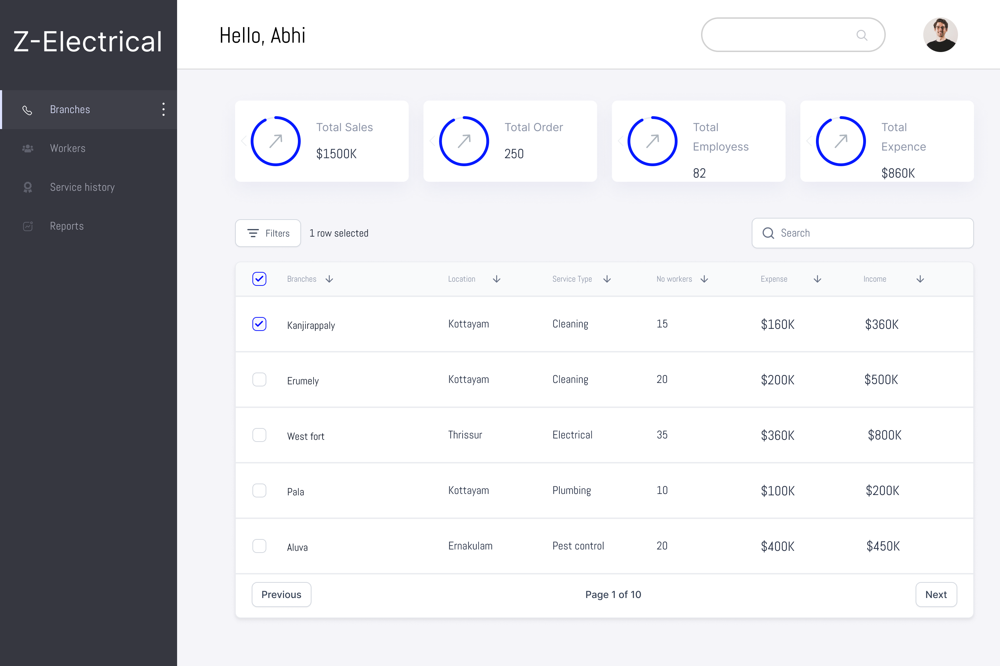 Z-Electrical
Hello, Abhi
Branches
Workers
Service history
Reports
Total Sales
$1500K
Total Order
250
Total
Employess
82
Total
Expence
$860K
Filters
1 row selected
Search
Branches Location Service Type No workers Expense Income
Kanjirappaly Kottayam Cleaning 15 $160K $360K
Erumely Kottayam Cleaning 20 $200K $500K
West fort Thrissur Electrical 35 $360K $800K
Pala Kottayam Plumbing 10 $100K $200K
Aluva Ernakulam Pest control 20 $400K $450K
Previous Page 1 of 10 Next